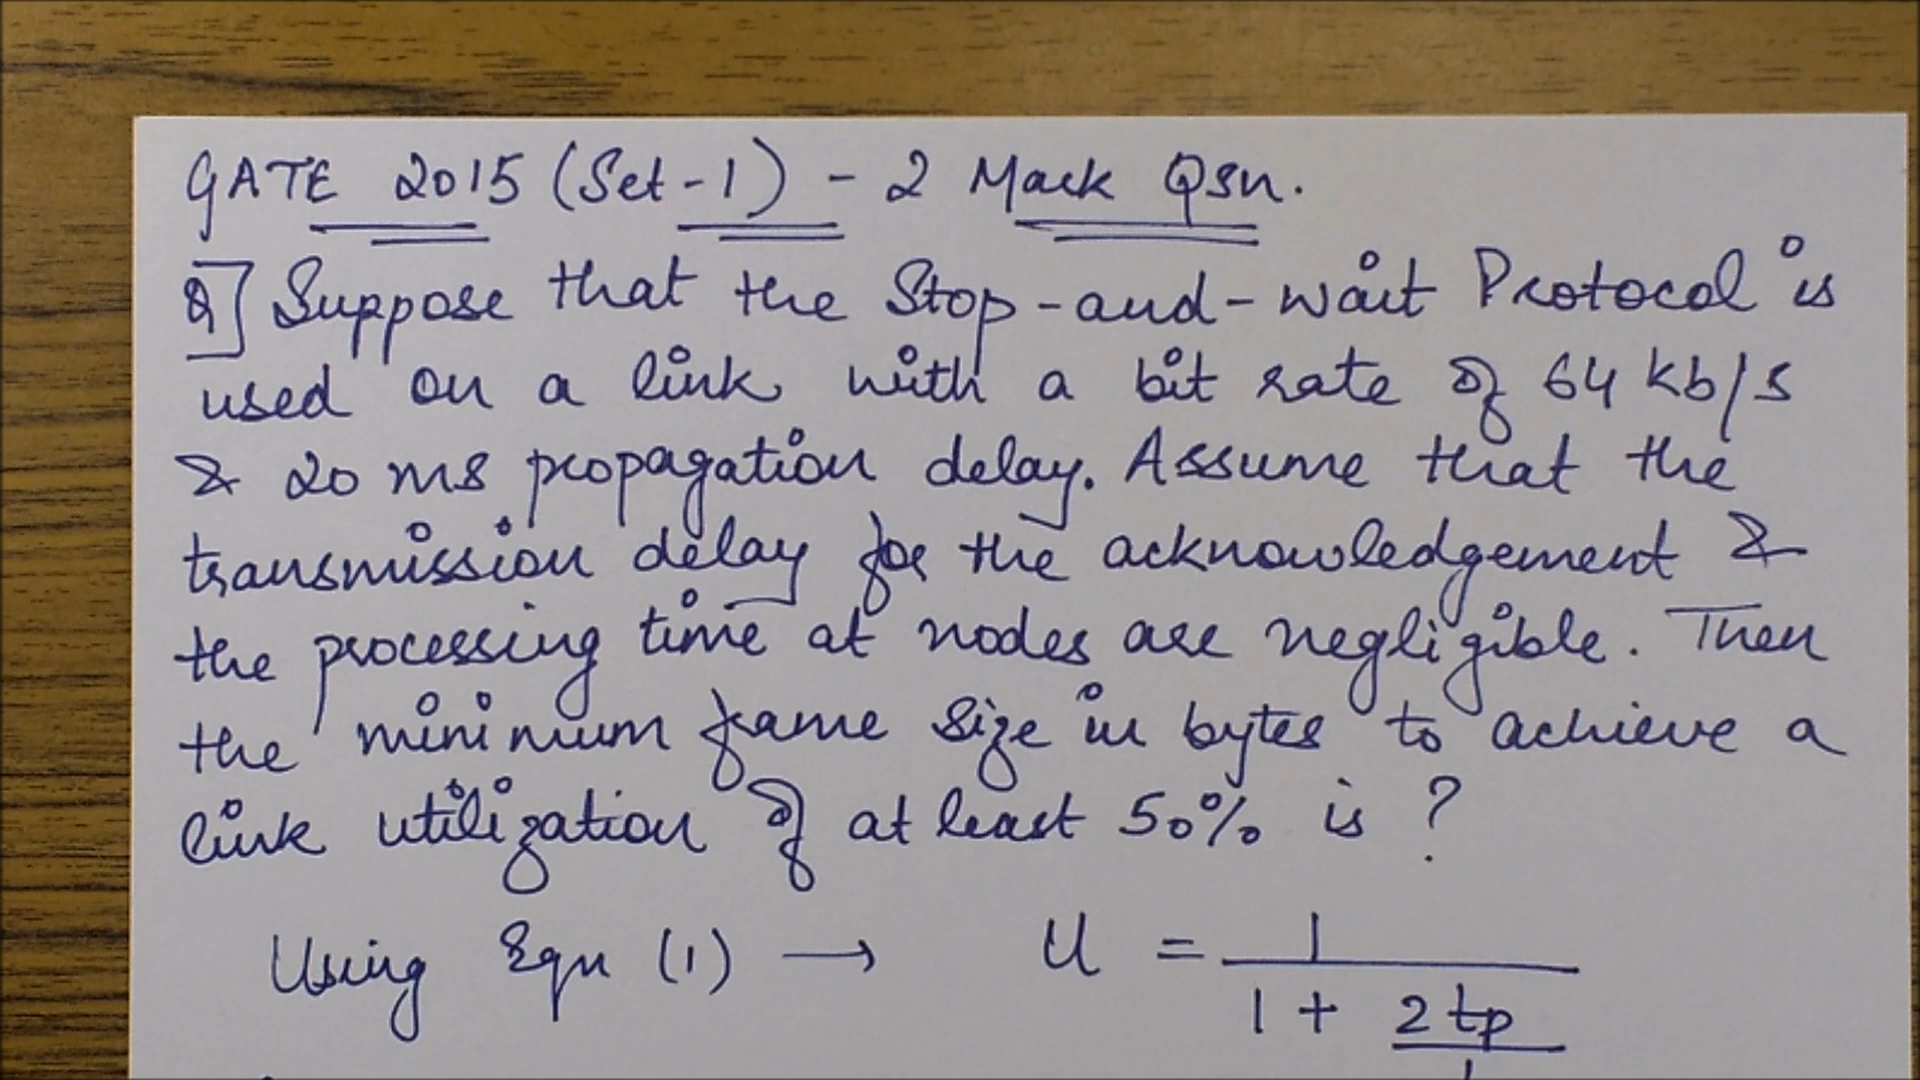 GATE 2015 (Set-1) - 2 Mark Qsn.
Q] Suppose that the Stop-and-wait Protocol is
used on a link with a bit rate of 64 kb/s
& 20 ms propagation delay. Assume that the
transmission delay for the acknowledgement &
the processing time at nodes are negligible. Then
the minimum frame size in bytes to achieve a
link utilization of at least 50% is ?
Using Eqn (1) → U = 1
1 + 2tp